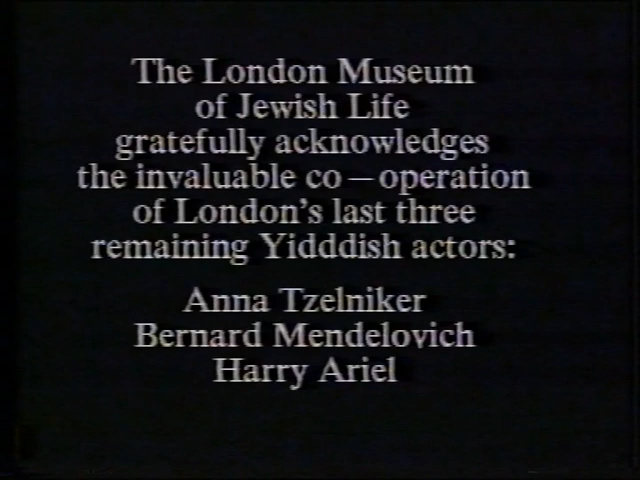 The London Museum
of Jewish Life
gratefully acknowledges
the invaluable co – operation
of London's last three
remaining Yidddish actors:
Anna Tzelniker
Bernard Mendelovich
Harry Ariel